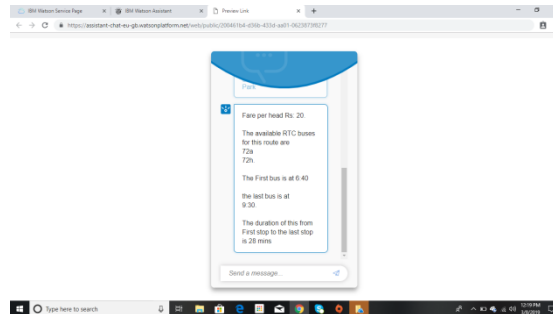 IBM Watson Service Page
IBM Watson Assistant
Preview Link
Park
Fare per head Rs. 20.
The available RTC buses
for this route are
72a
72h.
The First bus is at 6:40
the last bus is at
9:30.
The duration of this from
First stop to the last stop
is 28 mins
Send a message...
Type here to search
12:19 PM